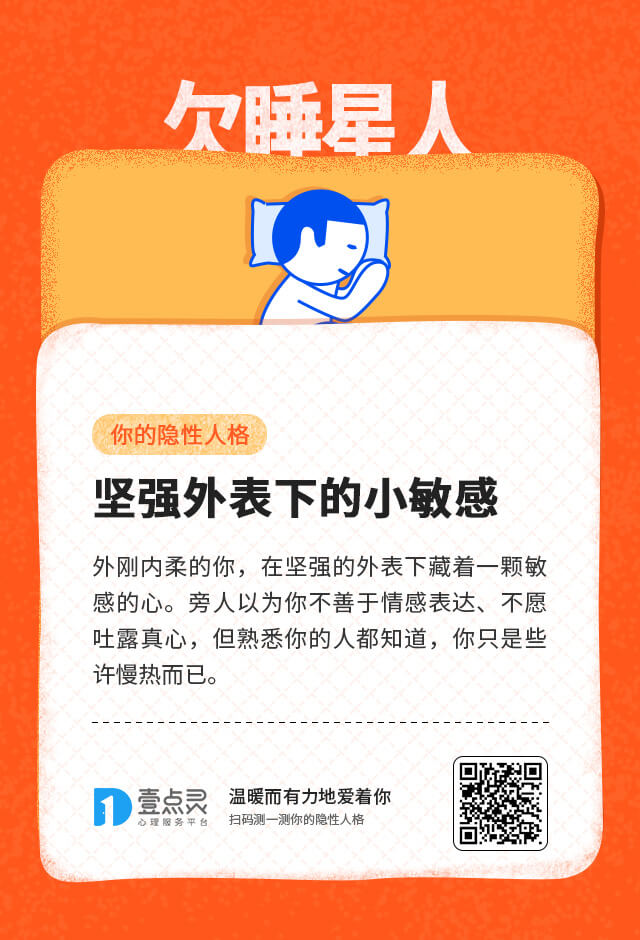 欠睡星人
你的隐性人格
坚强外表下的小敏感
外刚内柔的你，在坚强的外表下藏着一颗敏
感的心。旁人以为你不善于情感表达、不愿
吐露真心，但熟悉你的人都知道，你只是些
许慢热而已。
壹点灵
心理服务平台
温暖而有力地爱着你
扫码测一测你的隐性人格